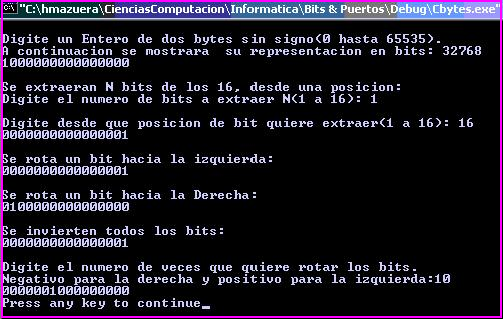 "C:\hmazuera\CienciasComputacion\Informatica\Bits & Puertos\Debug\Cbytes.exe"
Digite un Entero de dos bytes sin signo(0 hasta 65535).
A continuacion se mostrara  su representacion en bits: 32768
1000000000000000
Se extraeran N bits de los 16, desde una posicion:
Digite el numero de bits a extraer N(1 a 16): 1
Digite desde que posicion de bit quiere extraer(1 a 16): 16
0000000000000001
Se rota un bit hacia la izquierda:
0000000000000001
Se rota un bit hacia la Derecha:
0100000000000000
Se invierten todos los bits:
0000000000000001
Digite el numero de veces que quiere rotar los bits.
Negativo para la derecha y positivo para la izquierda:10
0000001000000000
Press any key to continue_